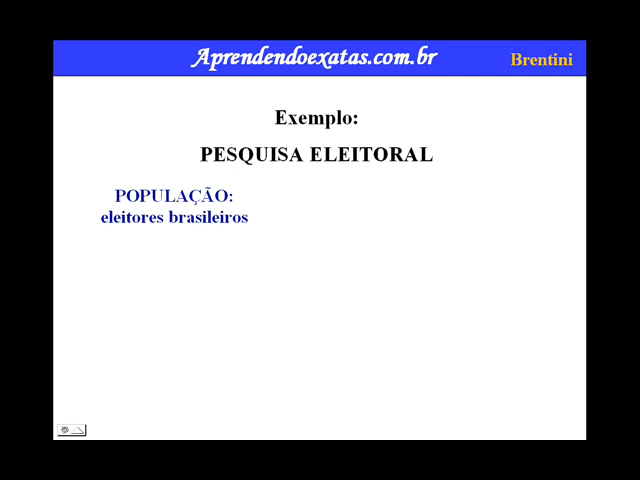 Aprendendoexatas.com.br
Brentini
Exemplo:
PESQUISA ELEITORAL
POPULAÇÃO:
eleitores brasileiros